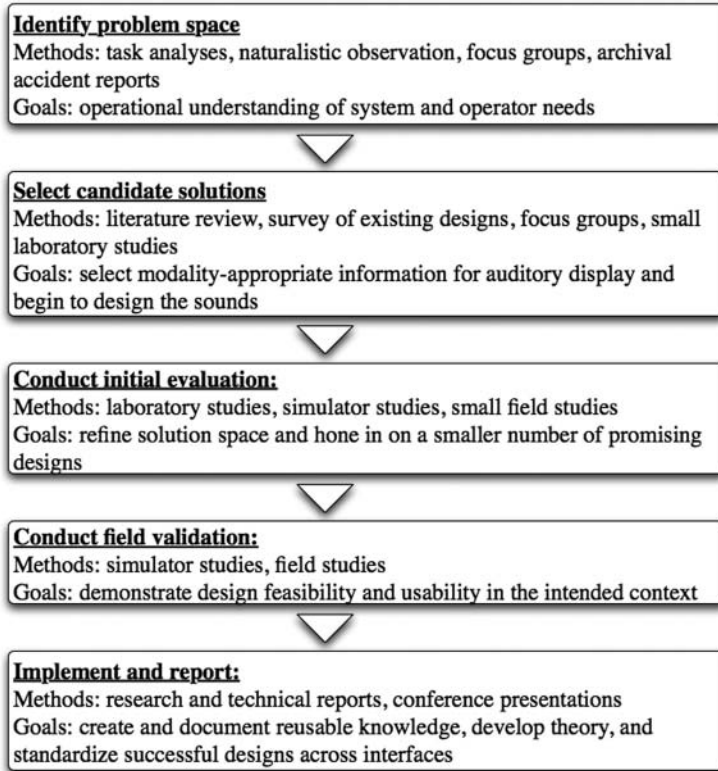 Identify problem space
Methods: task analyses, naturalistic observation, focus groups, archival
accident reports
Goals: operational understanding of system and operator needs
Select candidate solutions
Methods: literature review, survey of existing designs, focus groups, small
laboratory studies
Goals: select modality-appropriate information for auditory display and
begin to design the sounds
Conduct initial evaluation:
Methods: laboratory studies, simulator studies, small field studies
Goals: refine solution space and hone in on a smaller number of promising
designs
Conduct field validation:
Methods: simulator studies, field studies
Goals: demonstrate design feasibility and usability in the intended context
Implement and report:
Methods: research and technical reports, conference presentations
Goals: create and document reusable knowledge, develop theory, and
standardize successful designs across interfaces